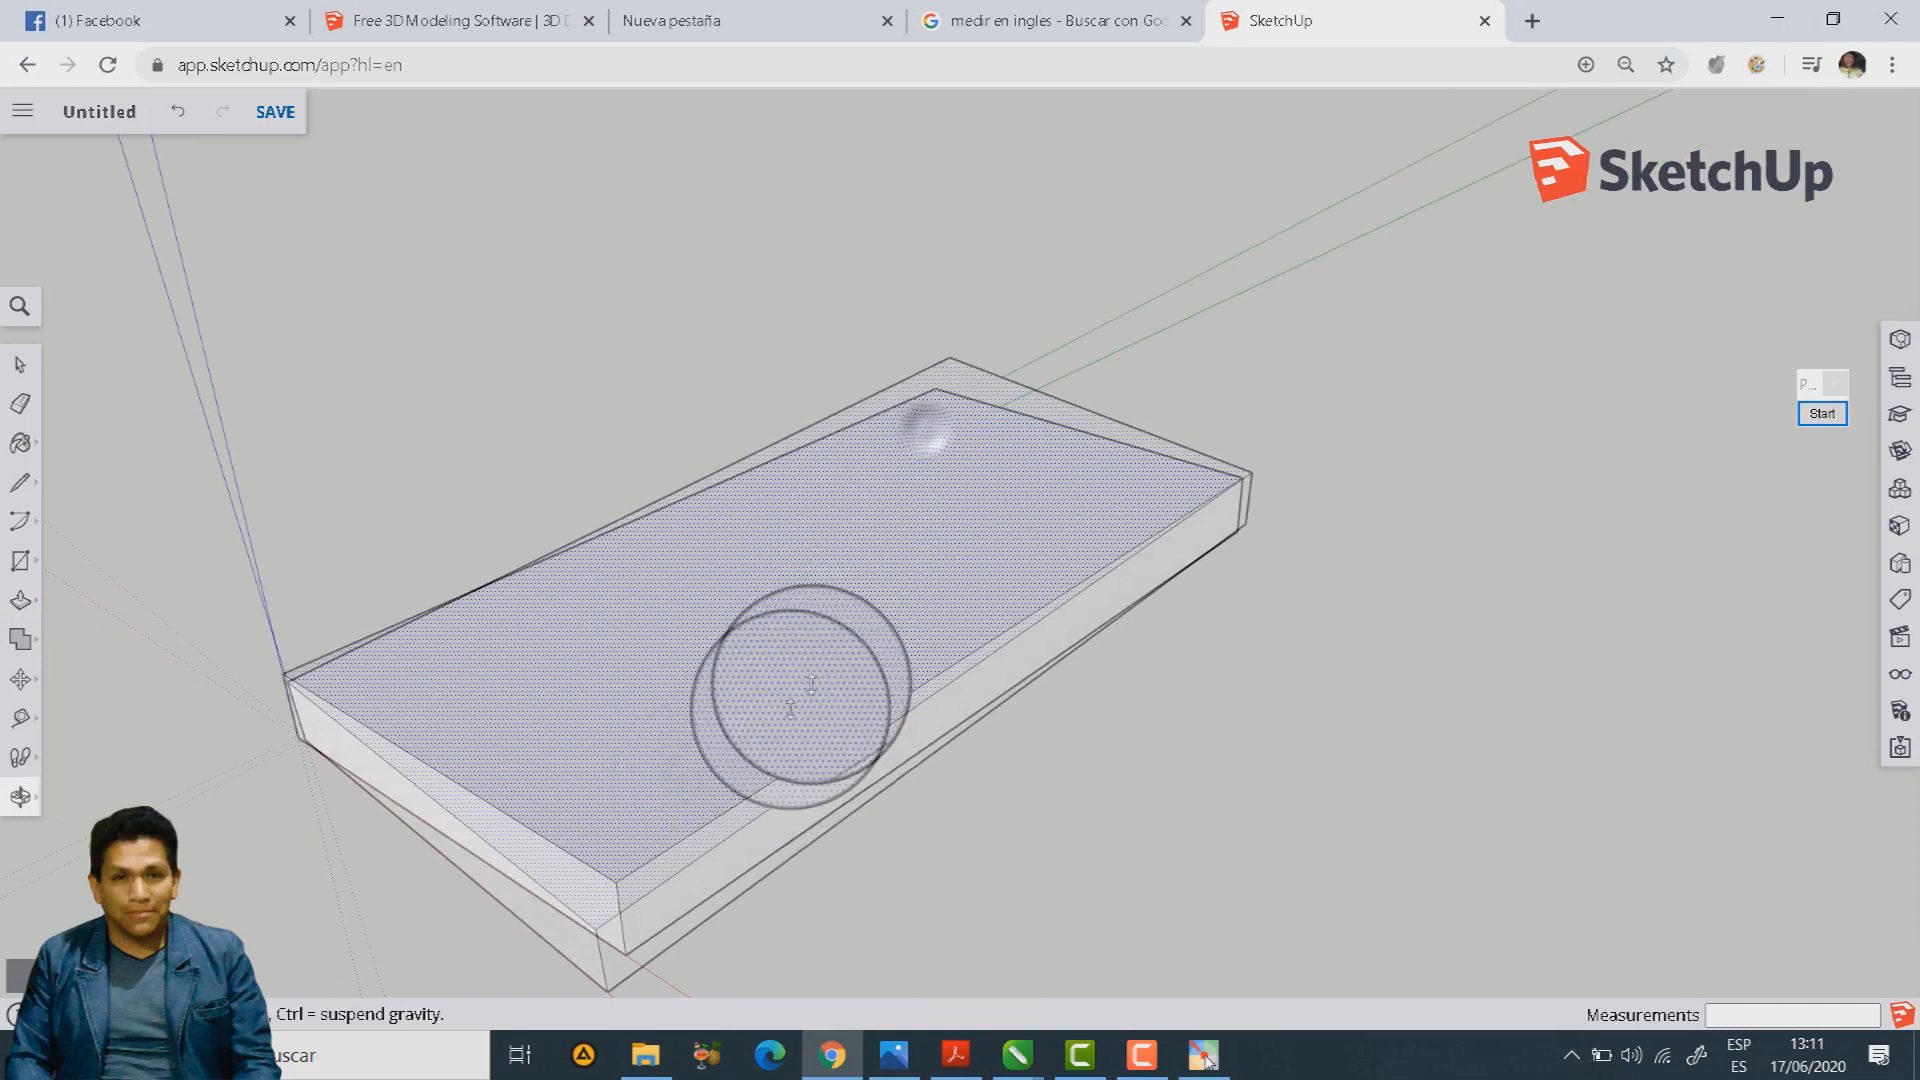 (1) Facebook
Free 3D Modeling Software | 3D D
Nueva pestaña
medir en ingles - Buscar con Goo
SketchUp
app.sketchup.com/app?hl=en
Untitled
SAVE
SketchUp
P...
Start
, Ctrl = suspend gravity.
Measurements
uscar
ESP
ES
13:11
17/06/2020